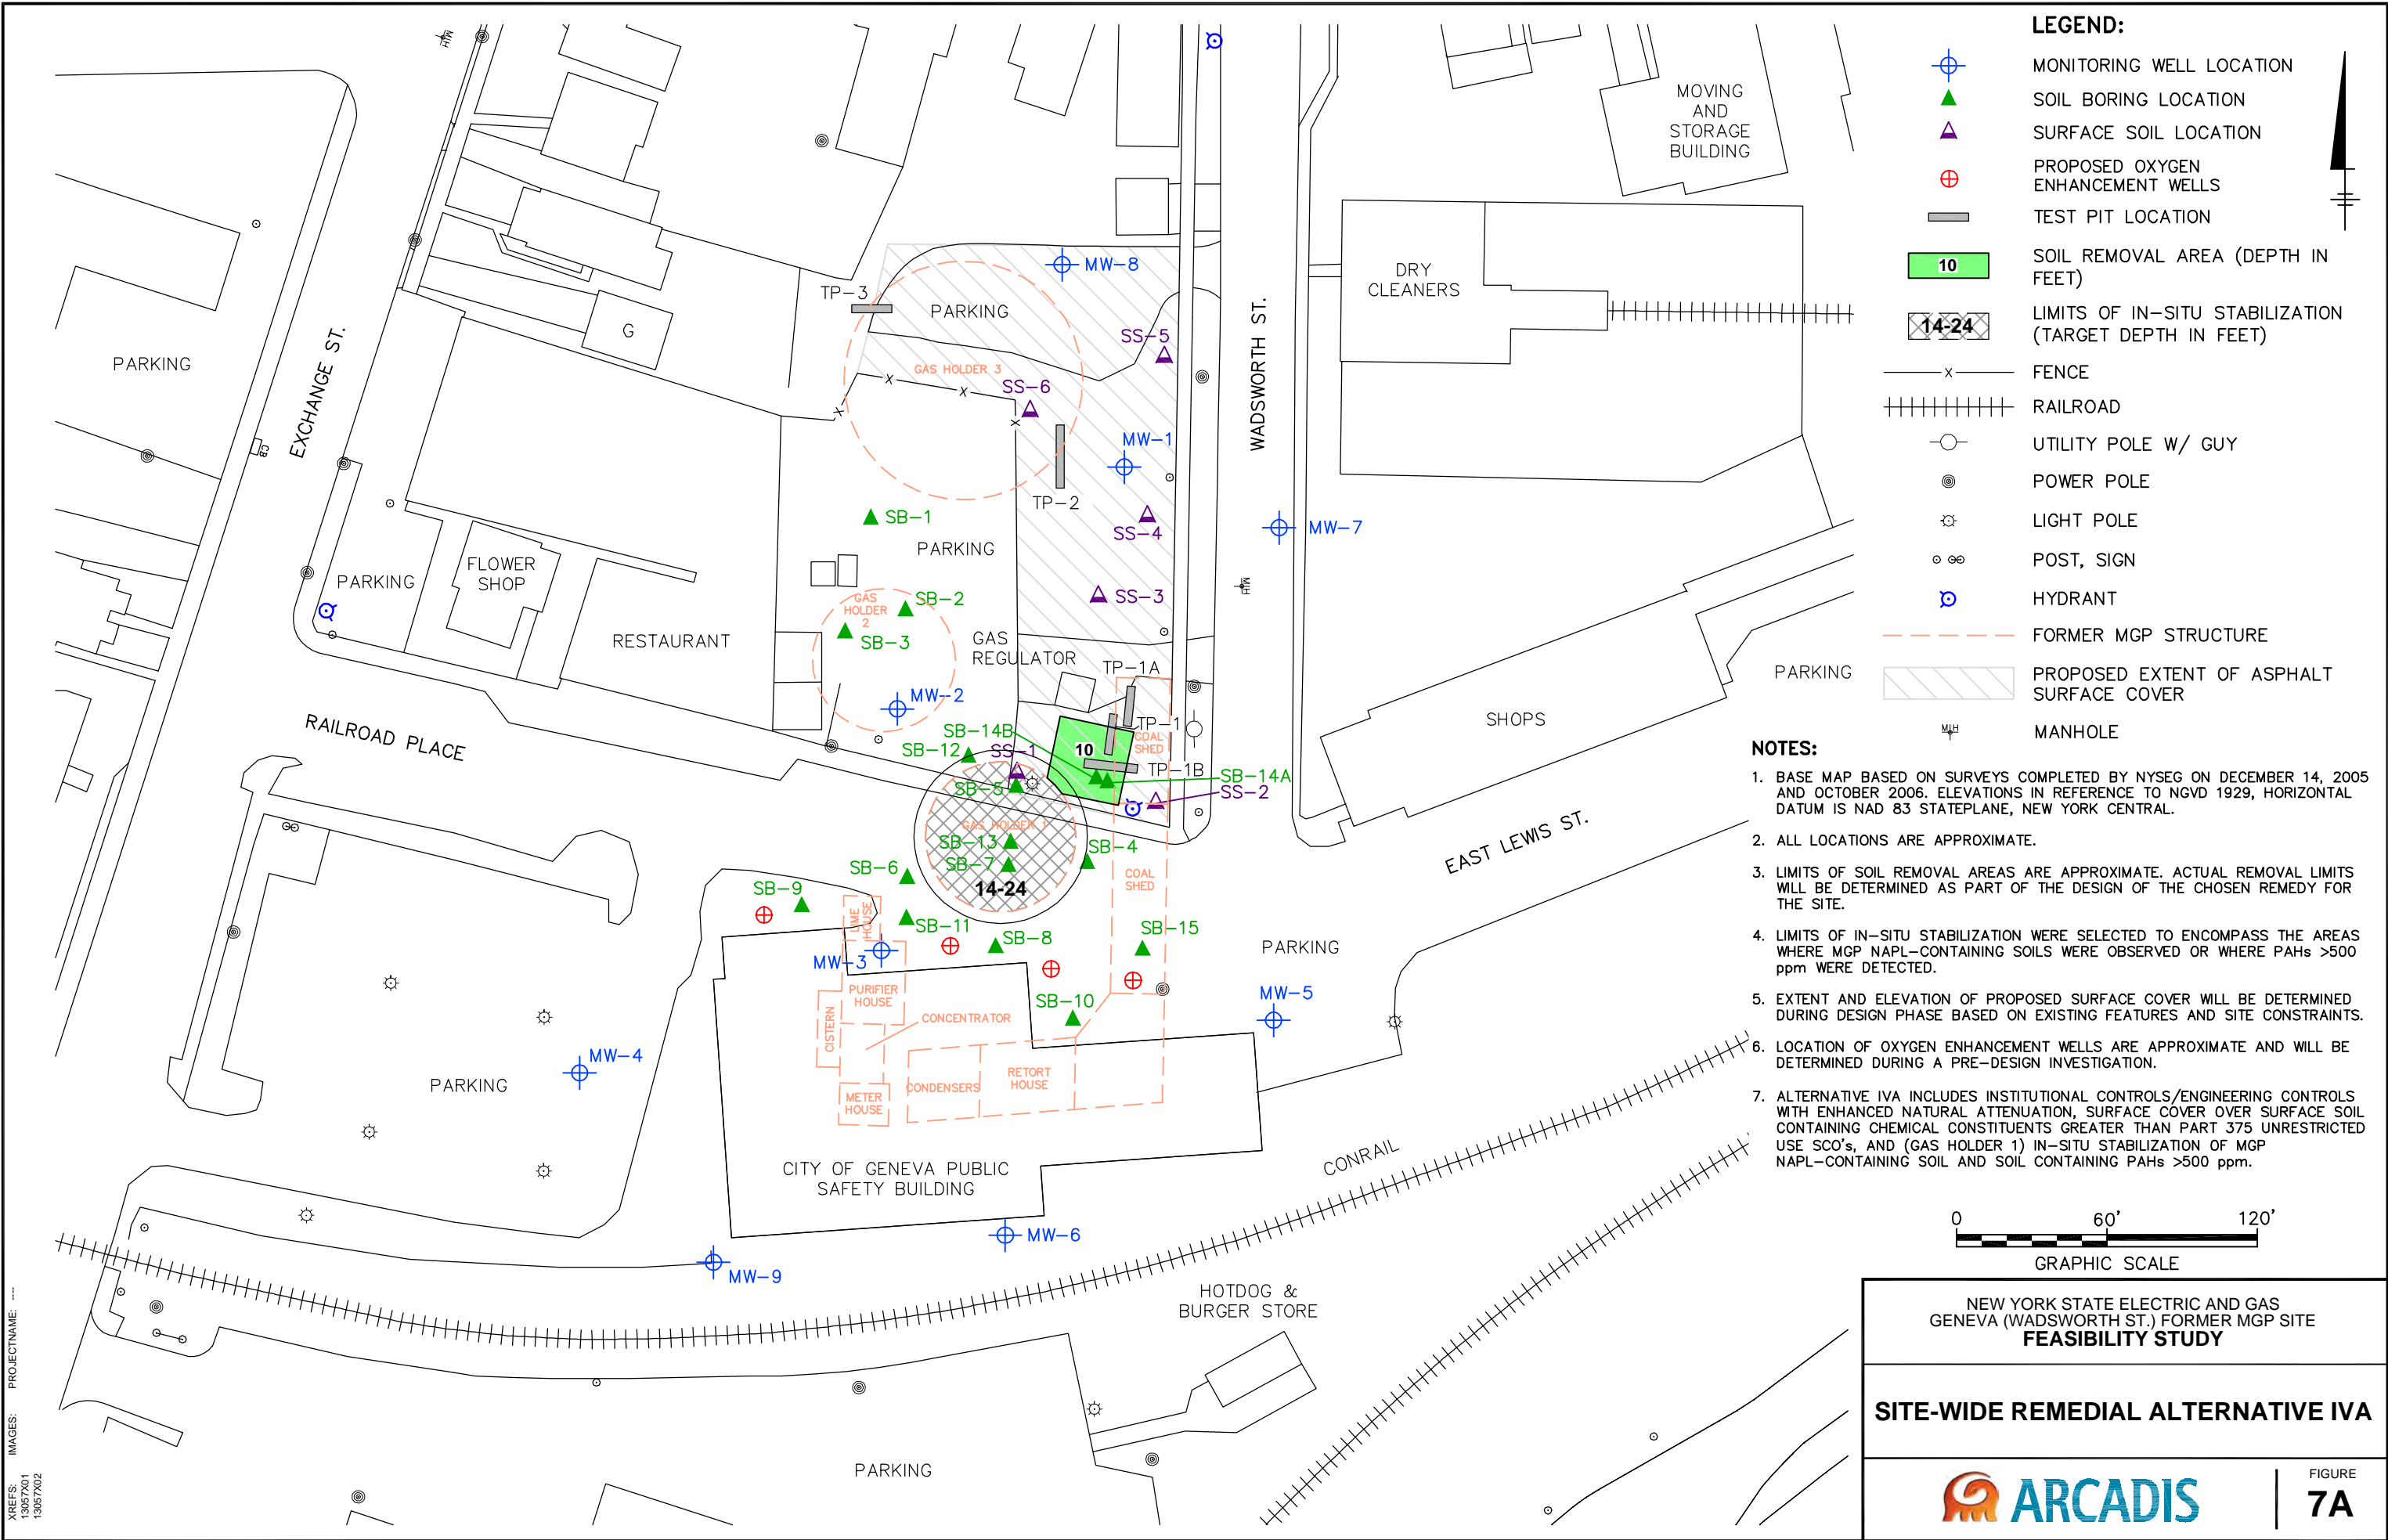 LEGEND:
MONITORING WELL LOCATION
SOIL BORING LOCATION
SURFACE SOIL LOCATION
PROPOSED OXYGEN
ENHANCEMENT WELLS
TEST PIT LOCATION
10
SOIL REMOVAL AREA (DEPTH IN
FEET)
14-24
LIMITS OF IN-SITU STABILIZATION
(TARGET DEPTH IN FEET)
X
FENCE
RAILROAD
UTILITY POLE W/ GUY
POWER POLE
LIGHT POLE
POST, SIGN
HYDRANT
FORMER MGP STRUCTURE
PROPOSED EXTENT OF ASPHALT
SURFACE COVER
MH
MANHOLE
NOTES:
1. BASE MAP BASED ON SURVEYS COMPLETED BY NYSEG ON DECEMBER 14, 2005
AND OCTOBER 2006. ELEVATIONS IN REFERENCE TO NGVD 1929, HORIZONTAL
DATUM IS NAD 83 STATEPLANE, NEW YORK CENTRAL.
2. ALL LOCATIONS ARE APPROXIMATE.
3. LIMITS OF SOIL REMOVAL AREAS ARE APPROXIMATE. ACTUAL REMOVAL LIMITS
WILL BE DETERMINED AS PART OF THE DESIGN OF THE CHOSEN REMEDY FOR
THE SITE.
4. LIMITS OF IN-SITU STABILIZATION WERE SELECTED TO ENCOMPASS THE AREAS
WHERE MGP NAPL-CONTAINING SOILS WERE OBSERVED OR WHERE PAHs >500
ppm WERE DETECTED.
5. EXTENT AND ELEVATION OF PROPOSED SURFACE COVER WILL BE DETERMINED
DURING DESIGN PHASE BASED ON EXISTING FEATURES AND SITE CONSTRAINTS.
6. LOCATION OF OXYGEN ENHANCEMENT WELLS ARE APPROXIMATE AND WILL BE
DETERMINED DURING A PRE-DESIGN INVESTIGATION.
7. ALTERNATIVE IVA INCLUDES INSTITUTIONAL CONTROLS/ENGINEERING CONTROLS
WITH ENHANCED NATURAL ATTENUATION, SURFACE COVER OVER SURFACE SOIL
CONTAINING CHEMICAL CONSTITUENTS GREATER THAN PART 375 UNRESTRICTED
USE SCO's, AND (GAS HOLDER 1) IN-SITU STABILIZATION OF MGP
NAPL-CONTAINING SOIL AND SOIL CONTAINING PAHs >500 ppm.
0 60' 120'
GRAPHIC SCALE
NEW YORK STATE ELECTRIC AND GAS
GENEVA (WADSWORTH ST.) FORMER MGP SITE
FEASIBILITY STUDY
SITE-WIDE REMEDIAL ALTERNATIVE IVA
ARCADIS
FIGURE
7A
MH
MOVING
AND
STORAGE
BUILDING
DRY
CLEANERS
MW-8
TP-3
PARKING
G
PARKING
EXCHANGE ST.
WADSWORTH ST.
SS-5
GAS HOLDER 3
X
X
X
X
SS-6
MW-1
CB
TP-2
SB-1
SS-4
MW-7
PARKING
FLOWER
SHOP
PARKING
MH
GAS
HOLDER
2
SB-2
SS-3
SB-3
RESTAURANT
GAS
REGULATOR
TP-1A
PARKING
MW-2
RAILROAD PLACE
SHOPS
SB-14B
TP-1
COAL
SHED
SB-12
SS-1
10
TP-1B
SB-14A
SB-5
SS-2
GAS HOLDER 1
SB-13
SB-4
EAST LEWIS ST.
SB-7
SB-6
14-24
COAL
SHED
SB-9
LIME
HOUSE
SB-11
SB-8
SB-15
PARKING
MW-3
PURIFIER
HOUSE
MW-5
SB-10
CISTERN
CONCENTRATOR
MW-4
PARKING
CONDENSERS
RETORT
HOUSE
METER
HOUSE
CONRAIL
CITY OF GENEVA PUBLIC
SAFETY BUILDING
MW-6
MW-9
HOTDOG &
BURGER STORE
PARKING
XREFS: IMAGES: PROJECTNAME: ----
13057X01
13057X02